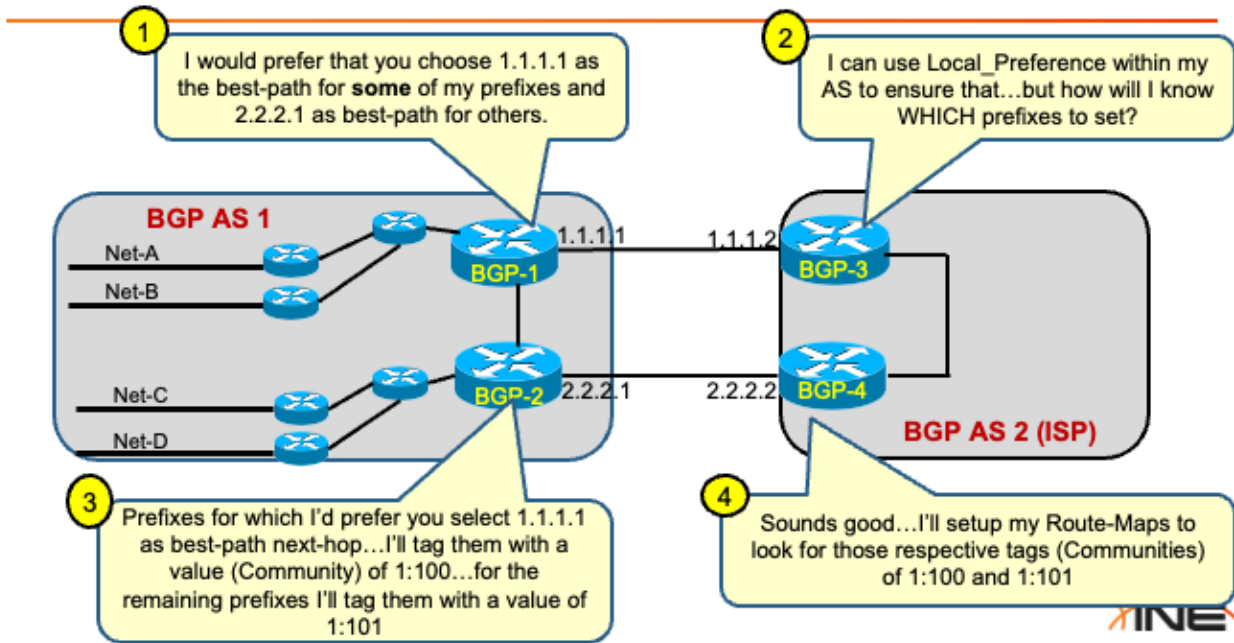 1
I would prefer that you choose 1.1.1.1 as
the best-path for some of my prefixes and
2.2.2.1 as best-path for others.
2
I can use Local_Preference within my
AS to ensure that…but how will I know
WHICH prefixes to set?
BGP AS 1
Net-A
Net-B
Net-C
Net-D
BGP-1
1.1.1.1
1.1.1.2
BGP-3
BGP-2
2.2.2.1
2.2.2.2
BGP-4
BGP AS 2 (ISP)
3
Prefixes for which I'd prefer you select 1.1.1.1
as best-path next-hop…I'll tag them with a
value (Community) of 1:100…for the
remaining prefixes I'll tag them with a value of
1:101
4
Sounds good…I'll setup my Route-Maps to
look for those respective tags (Communities)
of 1:100 and 1:101
INE